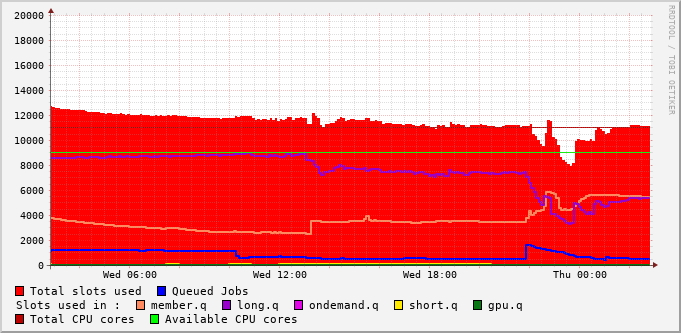 RRDTOOL / TOBI OETIKER
20000
18000
16000
14000
12000
10000
8000
6000
4000
2000
0
Wed 06:00 Wed 12:00 Wed 18:00 Thu 00:00
Total slots used Queued Jobs
Slots used in : member.q long.q ondemand.q short.q gpu.q
Total CPU cores Available CPU cores